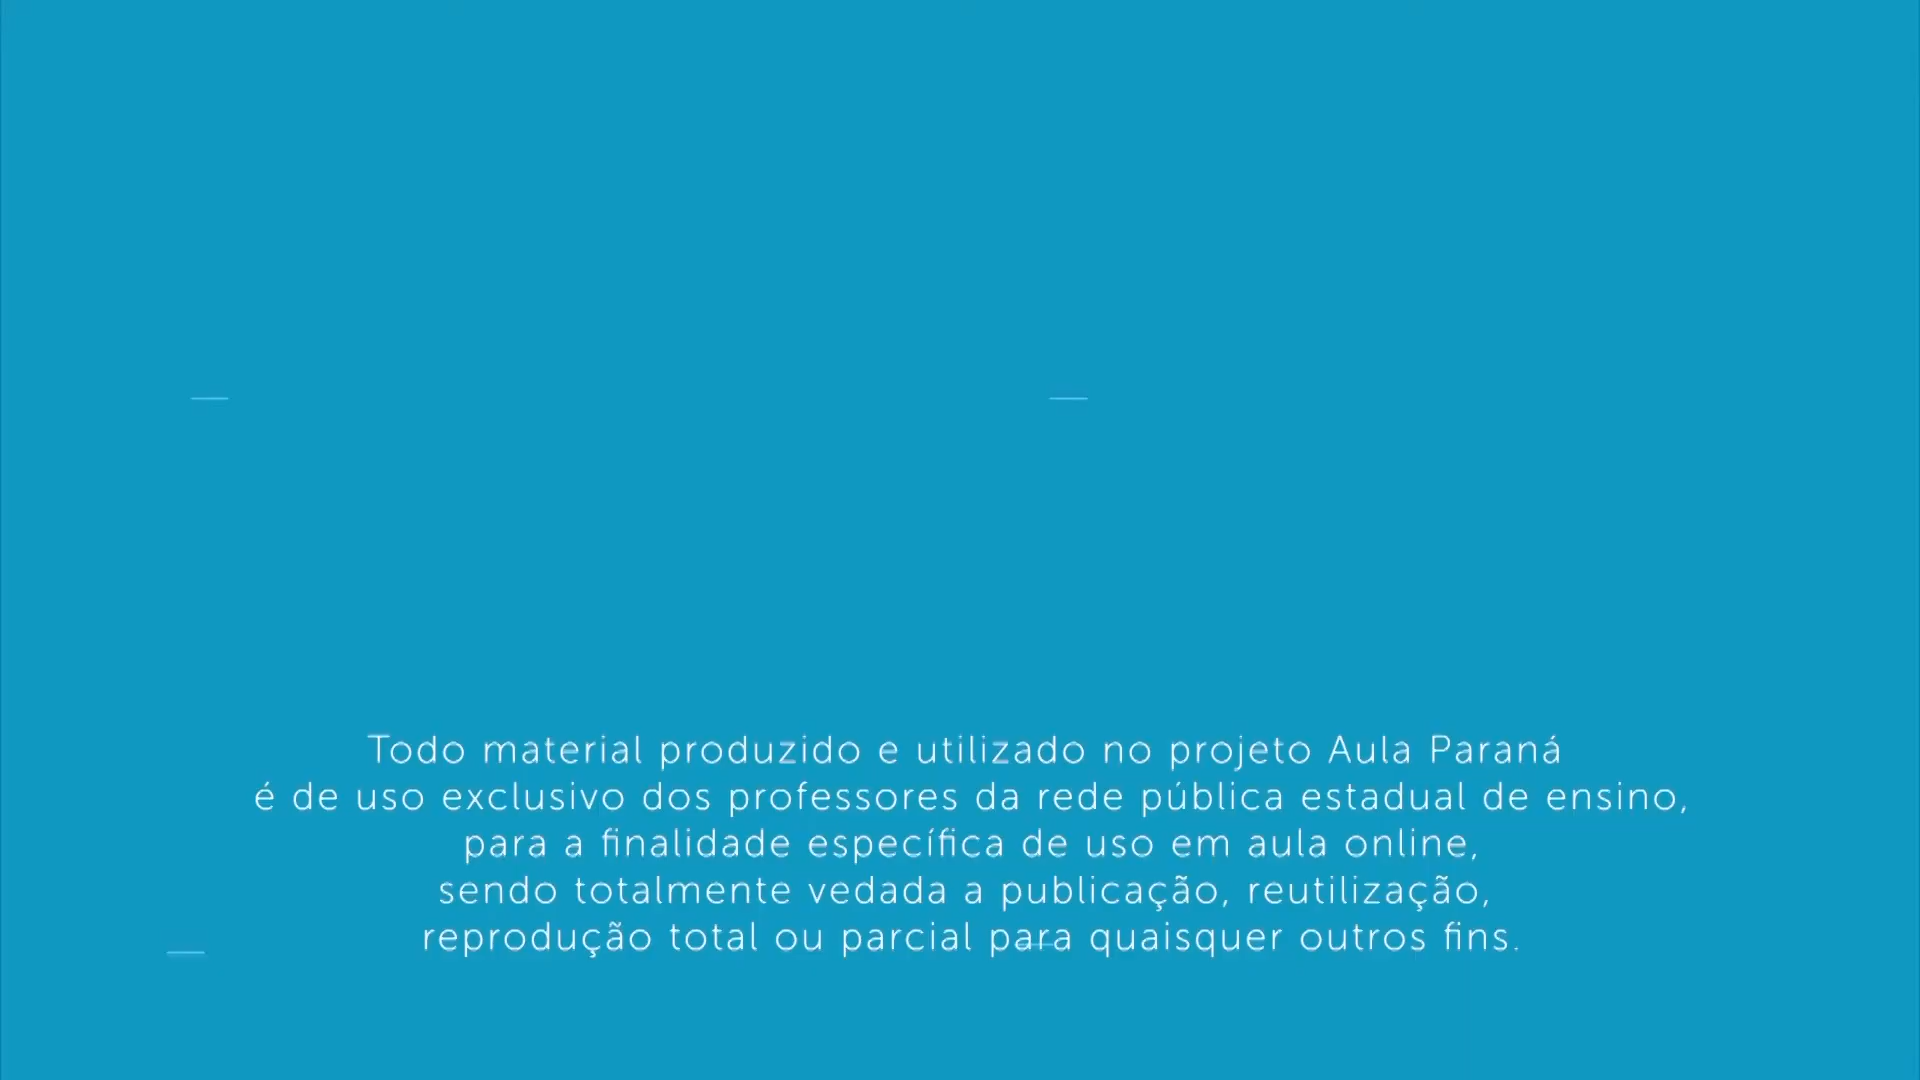 Todo material produzido e utilizado no projeto Aula Paraná
é de uso exclusivo dos professores da rede pública estadual de ensino,
para a finalidade específica de uso em aula online,
sendo totalmente vedada a publicação, reutilização,
reprodução total ou parcial para quaisquer outros fins.